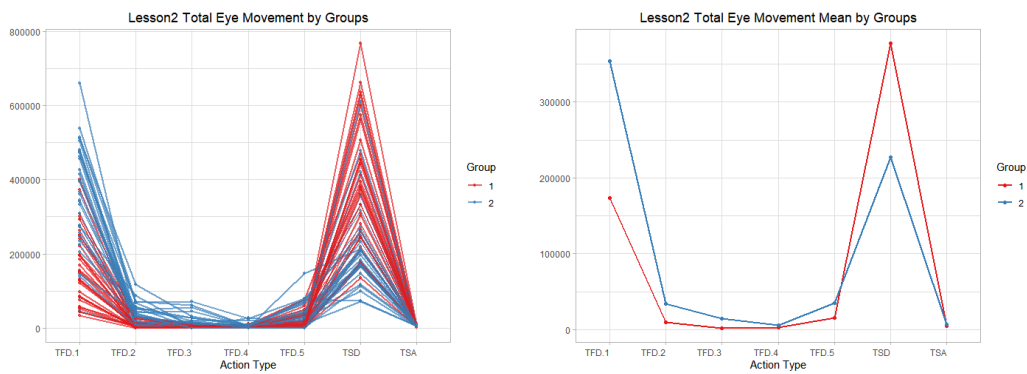 Lesson2 Total Eye Movement by Groups
800000
600000
400000
200000
0
TFD.1 TFD.2 TFD.3 TFD.4 TFD.5 TSD TSA
Action Type
Group
1
2
Lesson2 Total Eye Movement Mean by Groups
300000
200000
100000
0
TFD.1 TFD.2 TFD.3 TFD.4 TFD.5 TSD TSA
Action Type
Group
1
2